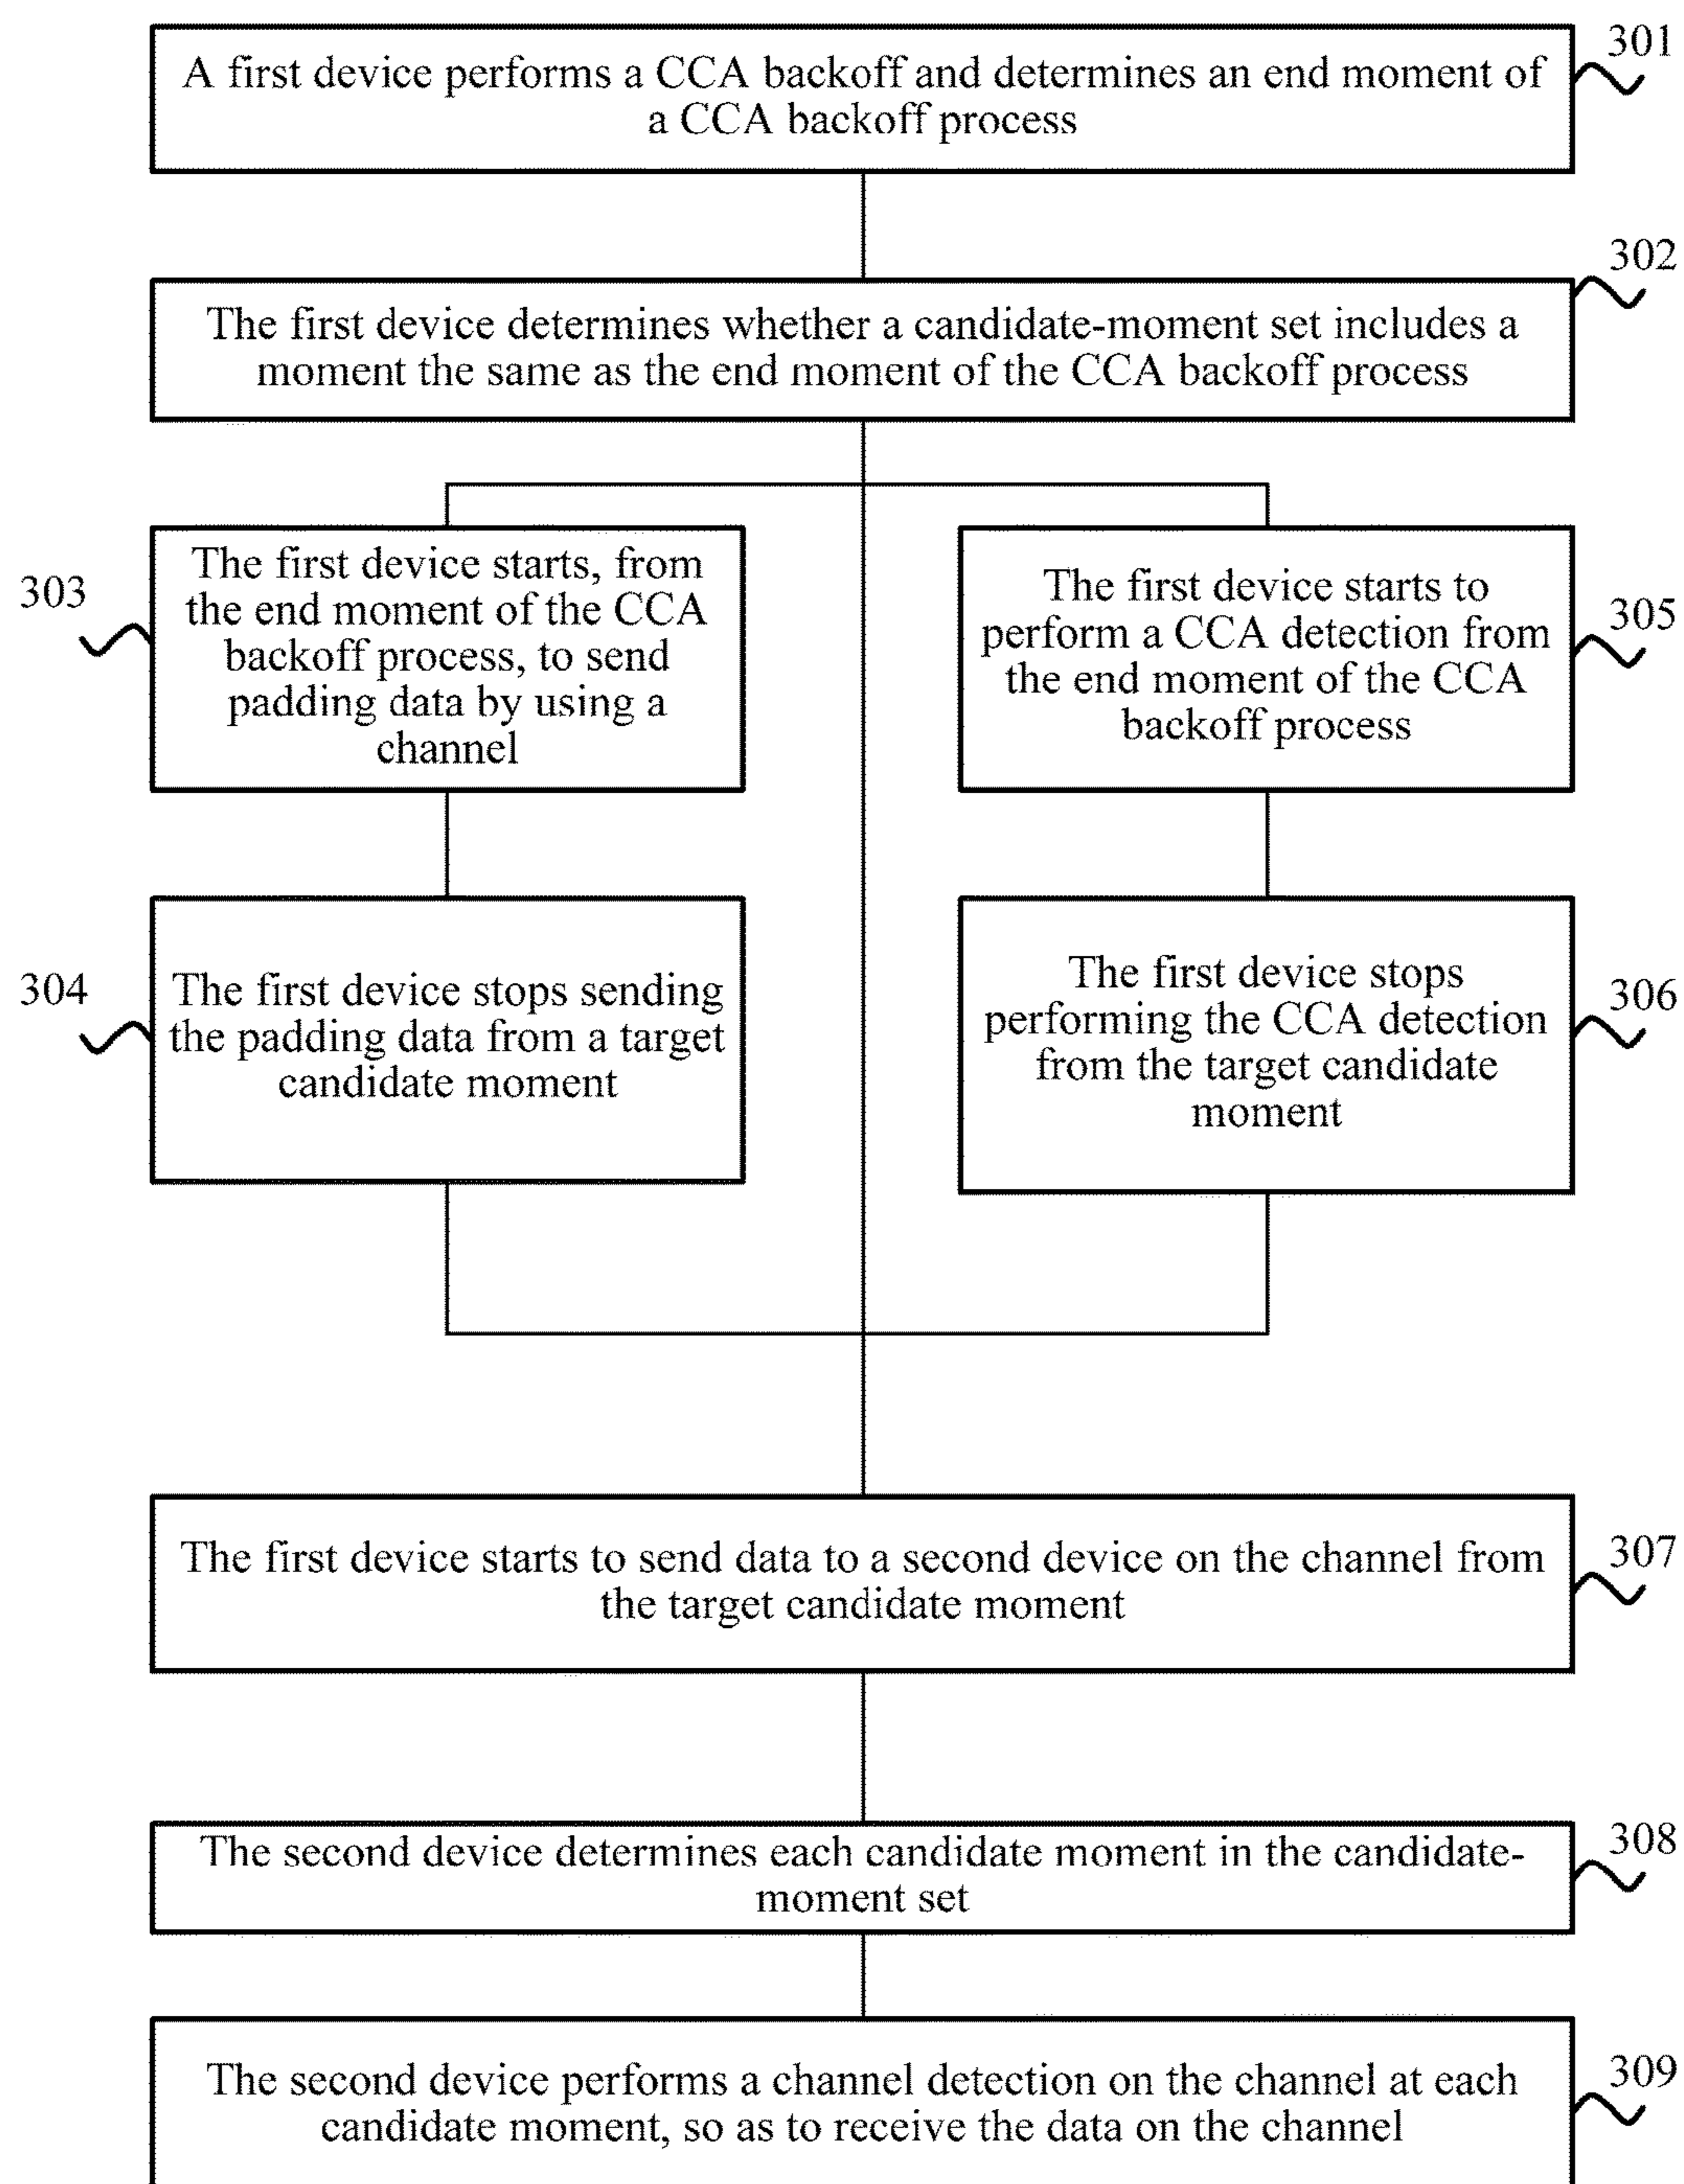 301
A first device performs a CCA backoff and determines an end moment of
a CCA backoff process
302
The first device determines whether a candidate-moment set includes a
moment the same as the end moment of the CCA backoff process
303
The first device starts, from
the end moment of the CCA
backoff process, to send
padding data by using a
channel
305
The first device starts to
perform a CCA detection from
the end moment of the CCA
backoff process
304
The first device stops sending
the padding data from a target
candidate moment
306
The first device stops
performing the CCA detection
from the target candidate
moment
307
The first device starts to send data to a second device on the channel from
the target candidate moment
308
The second device determines each candidate moment in the candidate-
moment set
309
The second device performs a channel detection on the channel at each
candidate moment, so as to receive the data on the channel